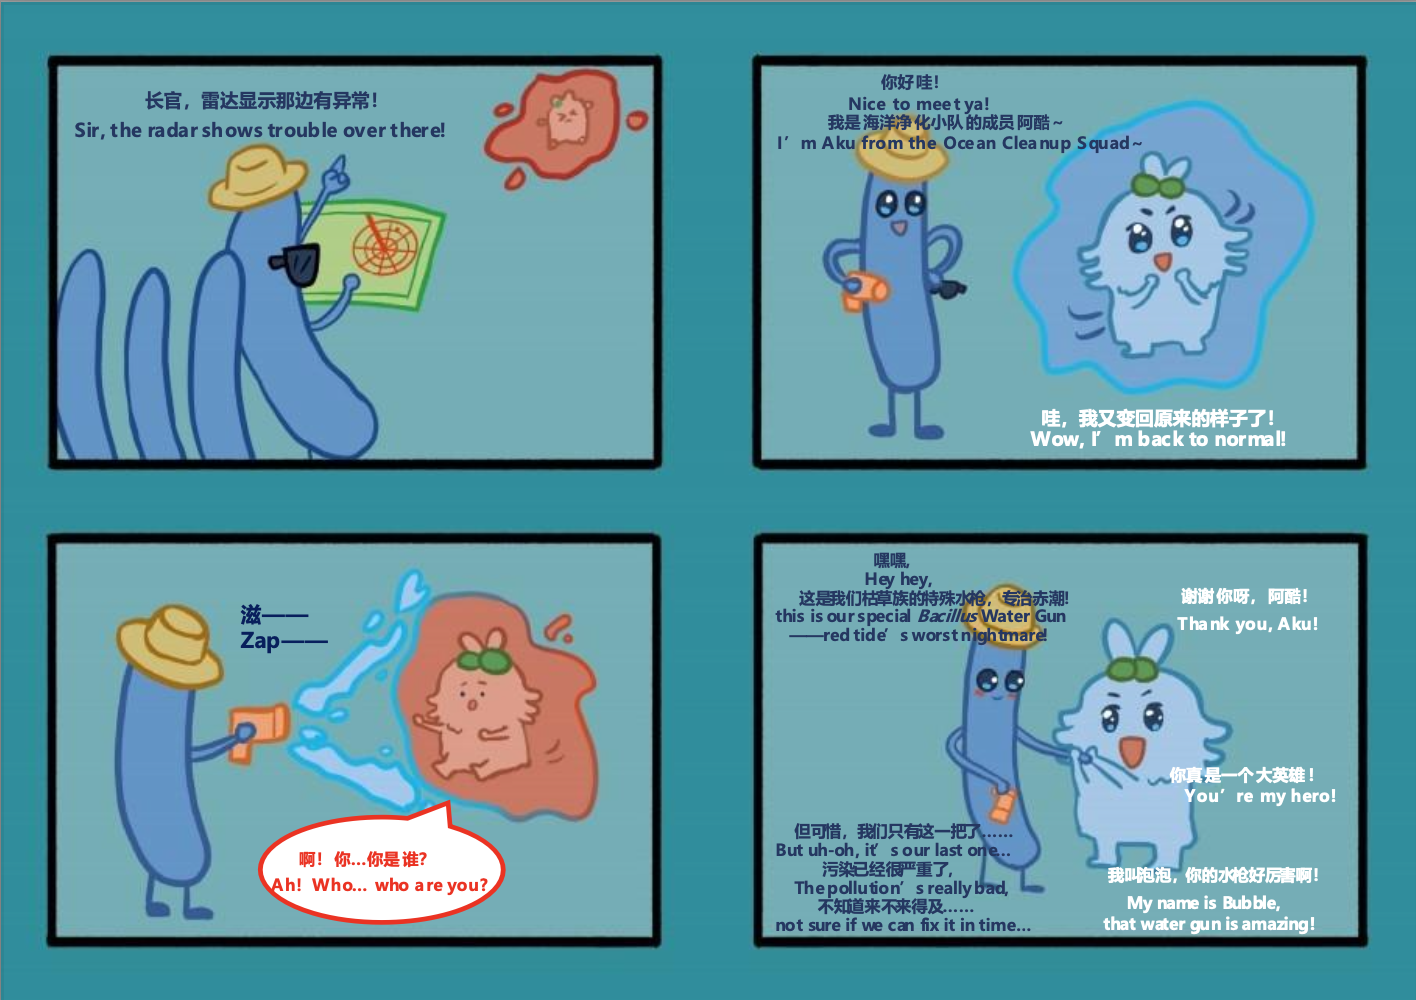 长官，雷达显示那边有异常！
Sir, the radar shows trouble over there!
滋——
Zap——
啊！你...你是谁？
Ah! Who... who are you?
你好哇！
Nice to meet ya!
我是海洋净化小队的成员阿酷～
I'm Aku from the Ocean Cleanup Squad~
哇，我又变回原来的样子了！
Wow, I'm back to normal!
嘿嘿,
Hey hey,
这是我们枯草族的特殊水枪，专治赤潮！
this is our special Bacillus Water Gun
——red tide's worst nightmare!
谢谢你呀，阿酷！
Thank you, Aku!
你真是一个大英雄！
You're my hero!
但可惜，我们只有这一把了……
But uh-oh, it's our last one...
污染已经很严重了,
The pollution's really bad,
不知道来不来得及……
not sure if we can fix it in time...
我叫泡泡，你的水枪好厉害啊！
My name is Bubble,
that water gun is amazing!